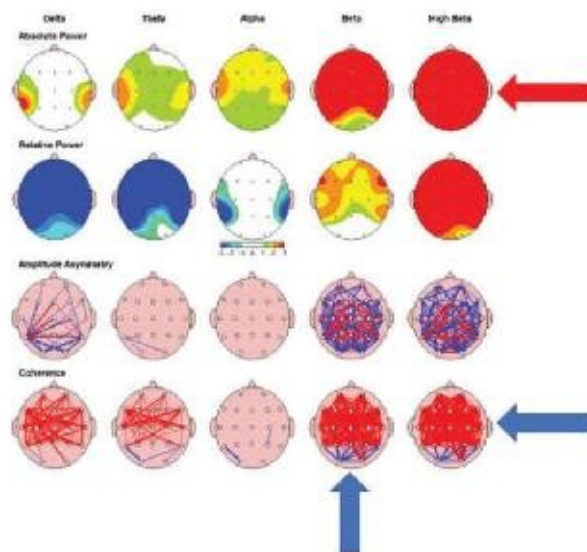 Delta Theta Alpha Beta High Beta
Absolute Power
Relative Power
Amplitude Asymmetry
Coherence